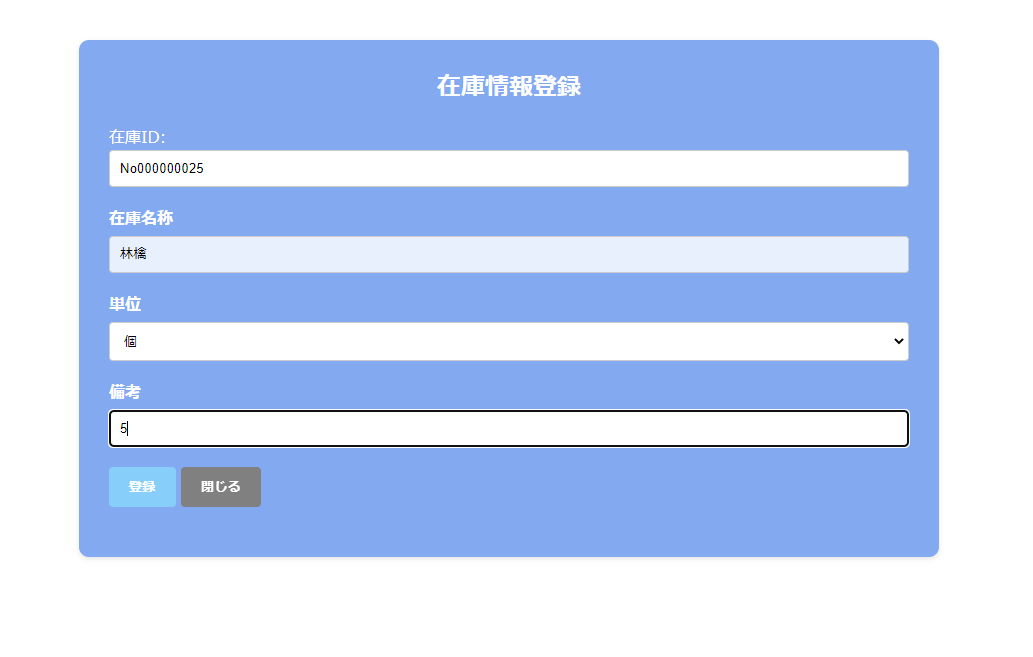 在庫情報登録
在庫ID:
No000000025
在庫名称
林檎
単位
個
備考
5
登録 閉じる